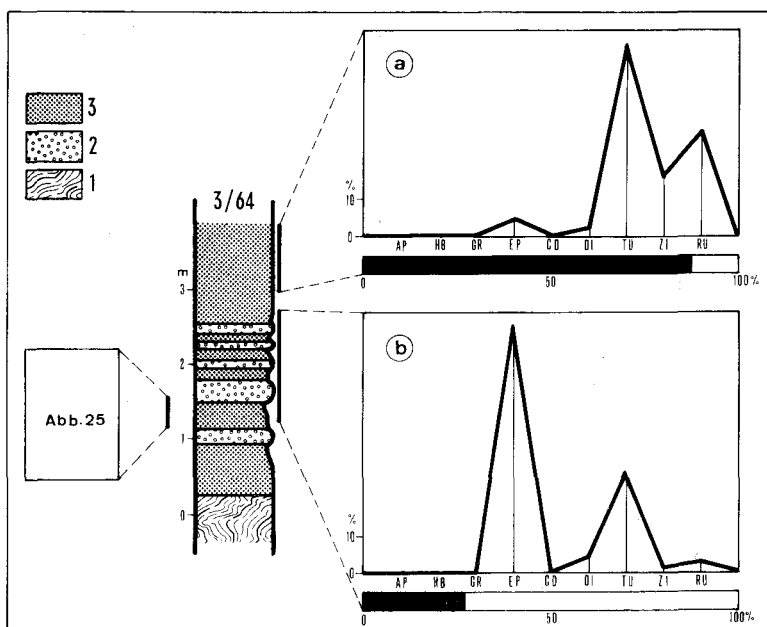 3
2
1
3/64
m
3
2
1
0
Abb.25
a
%
10
0
AP HB GR EP CO DI TU ZI RU
0 50 100%
b
%
10
0
AP HB GR EP CO DI TU ZI RU
0 50 100%